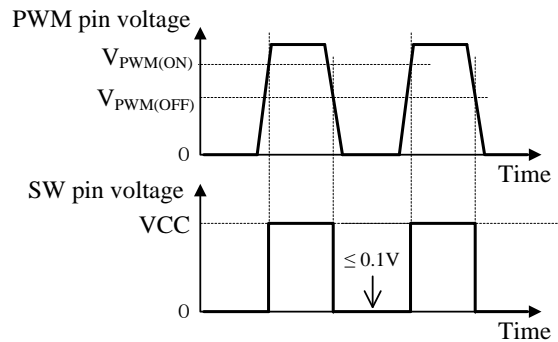 PWM pin voltage
VPWM(ON)
VPWM(OFF)
0
Time
SW pin voltage
VCC
≤ 0.1V
0
Time